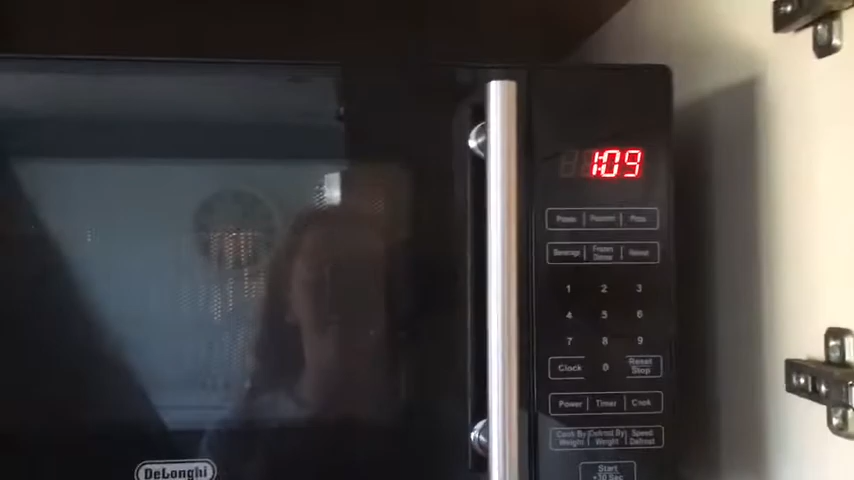 1:09
Potato Popcorn Pizza
Beverage Frozen Dinner Reheat
1 2 3
4 5 6
7 8 9
Clock 0 Reset Stop
Power Timer Cook
Cook By Weight Defrost By Weight Speed Defrost
Start
+30 Sec
DeLonghi